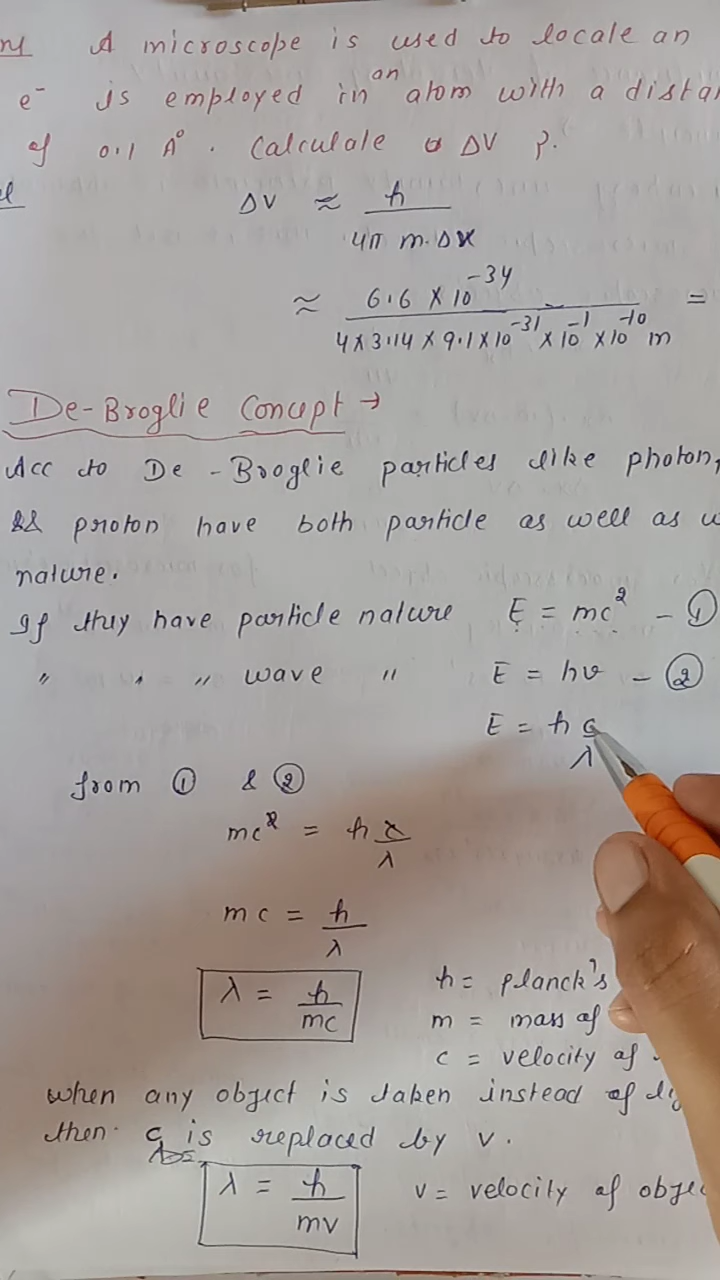 A microscope is used to locale an
e⁻ is employed in an atom with a dista
of 0.1 A° . Calculale ΔV ?.
ΔV ≈ h / 4π m.Δx
≈ 6.6 × 10⁻³⁴ / 4×3.14 × 9.1×10⁻³¹ × 10⁻¹ × 10⁻¹⁰ m =
De-Broglie Concept →
Acc to De-Broglie particles like photon,
&& proton have both particle as well as w
nature.
If they have particle nature E = mc² – ①
" " " wave " E = hν – ②
E = h c/λ
from ① & ②
mc² = h c/λ
mc = h/λ
λ = h/mc
h = planck's
m = mass of
c = velocity of
when any object is taken instead of lig
then c is replaced by v.
λ = h/mv
v = velocity of objec